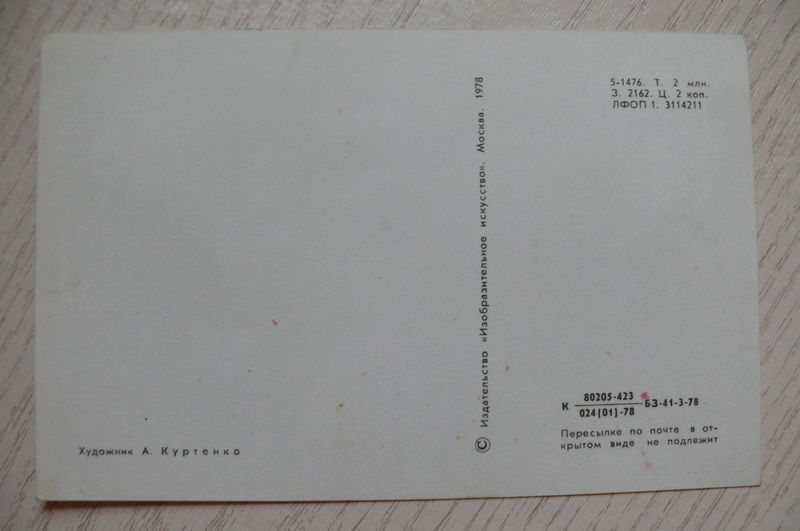 5-1476. Т. 2 млн.
З. 2162. Ц. 2 коп.
ЛФОП 1. 3114211
© Издательство «Изобразительное искусство». Москва. 1978
К 80205-423 БЗ-41-3-78
024(01)-78
Пересылке по почте в от-
крытом виде не подлежит
Художник А. Куртенко